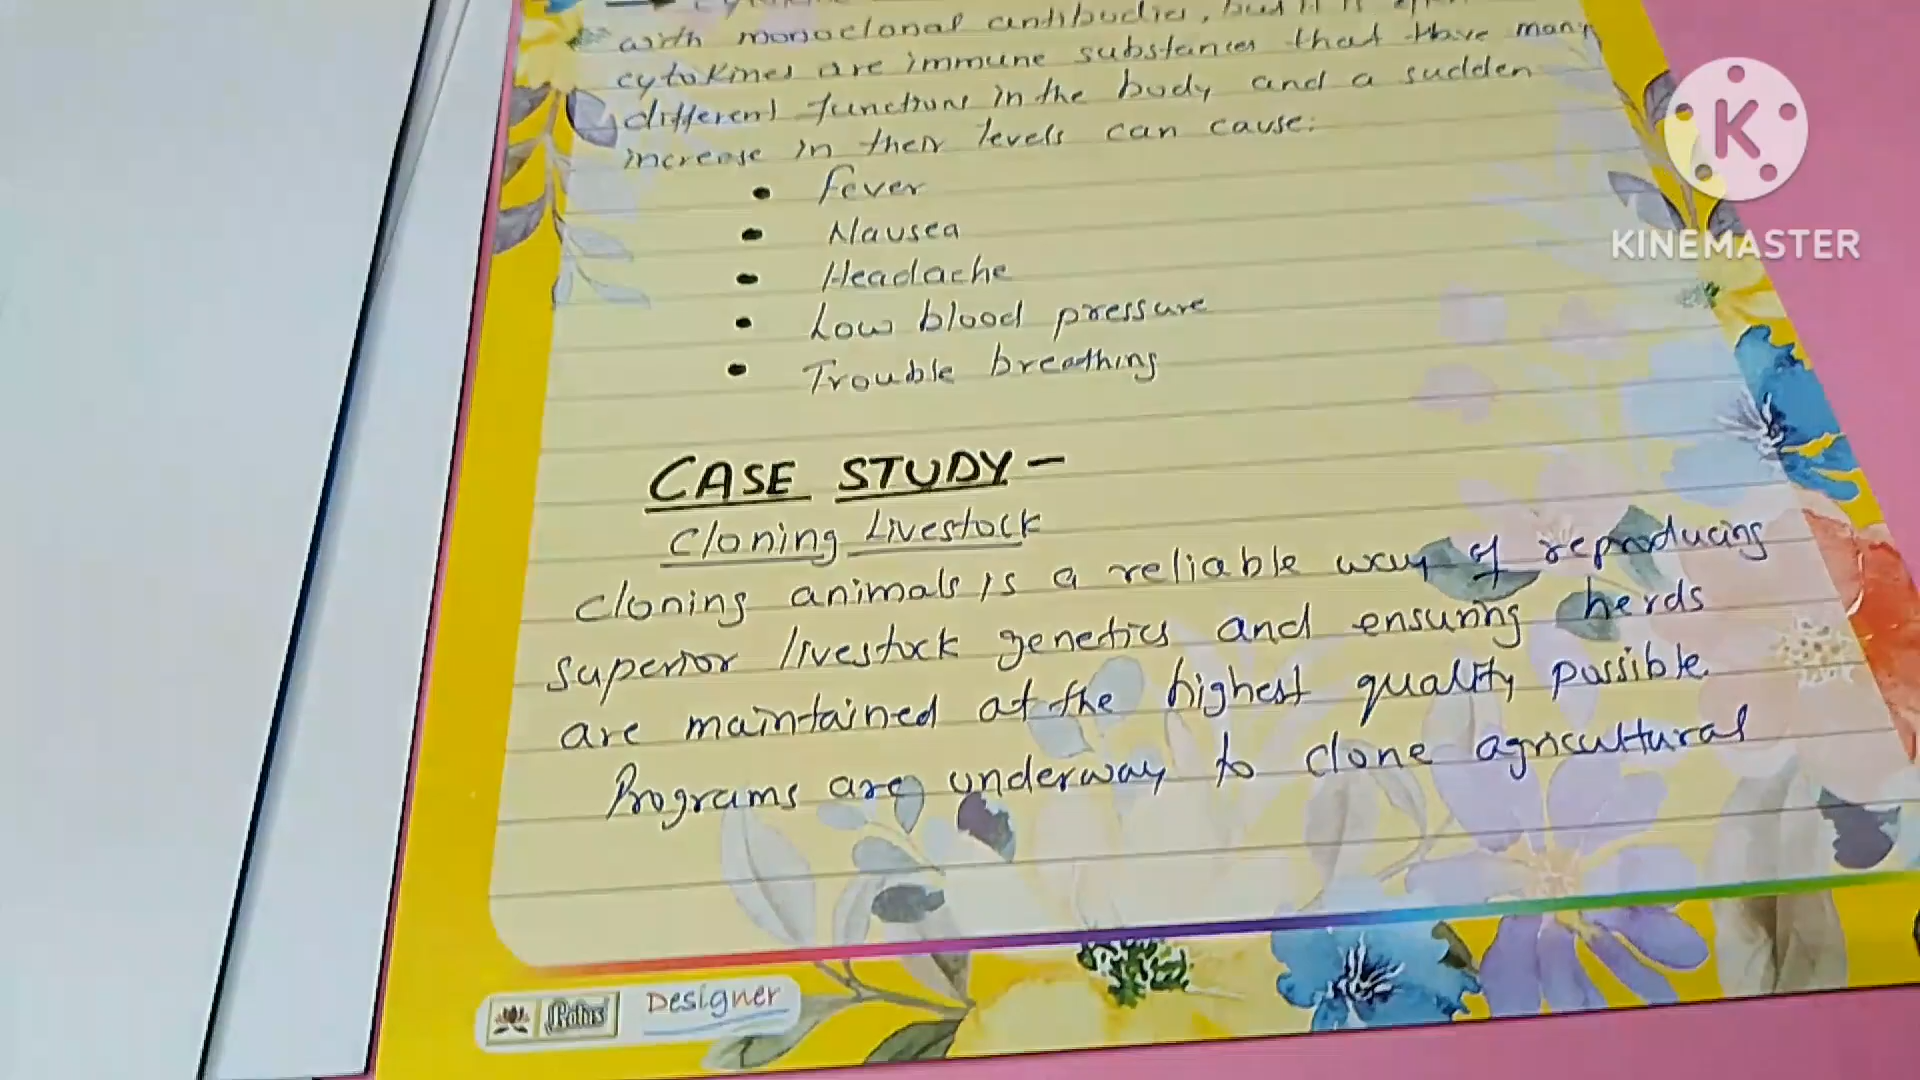 with monoclonal antibodies, but it is
cytokines are immune substances that have many
different functions in the body and a sudden
increase in their levels can cause:
• Fever
• Nausea
• Headache
• Low blood pressure
• Trouble breathing
CASE STUDY -
Cloning Livestock
Cloning animals is a reliable way of reproducing
superior livestock genetics and ensuring herds
are maintained at the highest quality possible.
Programs are underway to clone agricultural
Designer
K
KINEMASTER